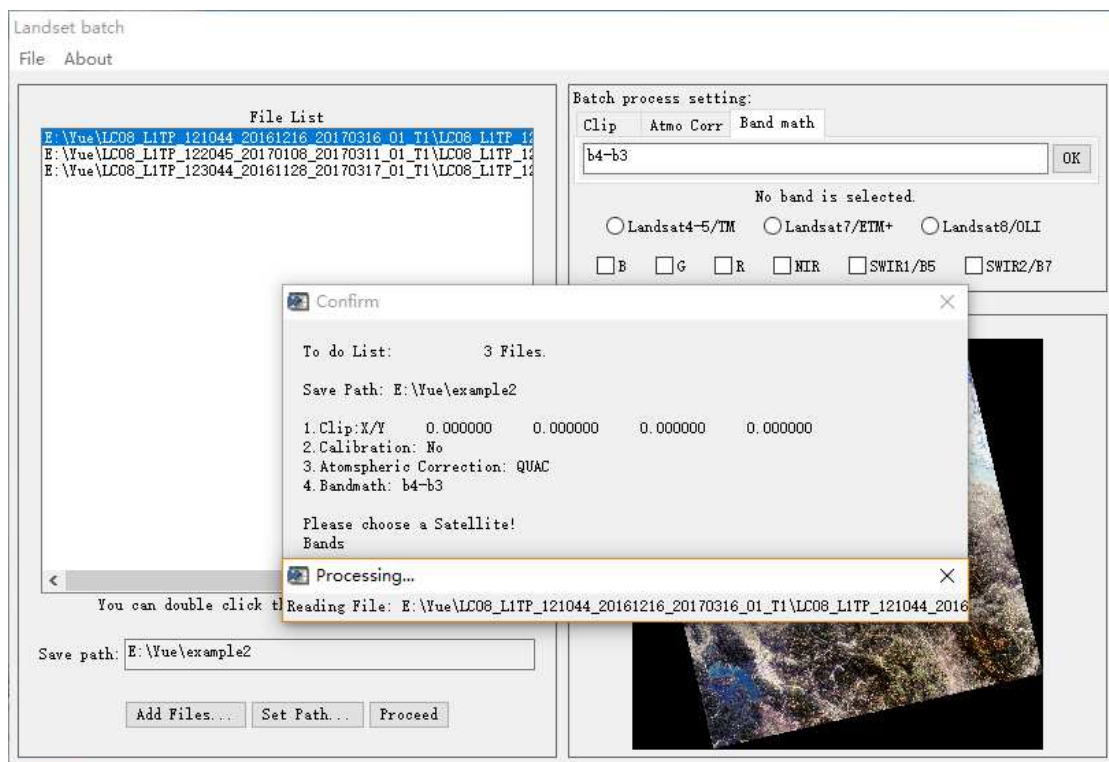 Landset batch
File About
File List
E:\Yue\LC08_L1TP_121044_20161216_20170316_01_T1\LC08_L1TP_12
E:\Yue\LC08_L1TP_122045_20170108_20170311_01_T1\LC08_L1TP_12
E:\Yue\LC08_L1TP_123044_20161128_20170317_01_T1\LC08_L1TP_12
Batch process setting:
Clip Atmo Corr Band math
b4-b3 OK
No band is selected.
Landsat4-5/TM Landsat7/ETM+ Landsat8/OLI
B G R NIR SWIR1/B5 SWIR2/B7
Confirm
To do List: 3 Files.
Save Path: E:\Yue\example2
1.Clip:X/Y 0.000000 0.000000 0.000000 0.000000
2.Calibration: No
3.Atomspheric Correction: QUAC
4.Bandmath: b4-b3
Please choose a Satellite!
Bands
Processing...
Reading File: E:\Yue\LC08_L1TP_121044_20161216_20170316_01_T1\LC08_L1TP_121044_2016
You can double click
Save path: E:\Yue\example2
Add Files... Set Path... Proceed